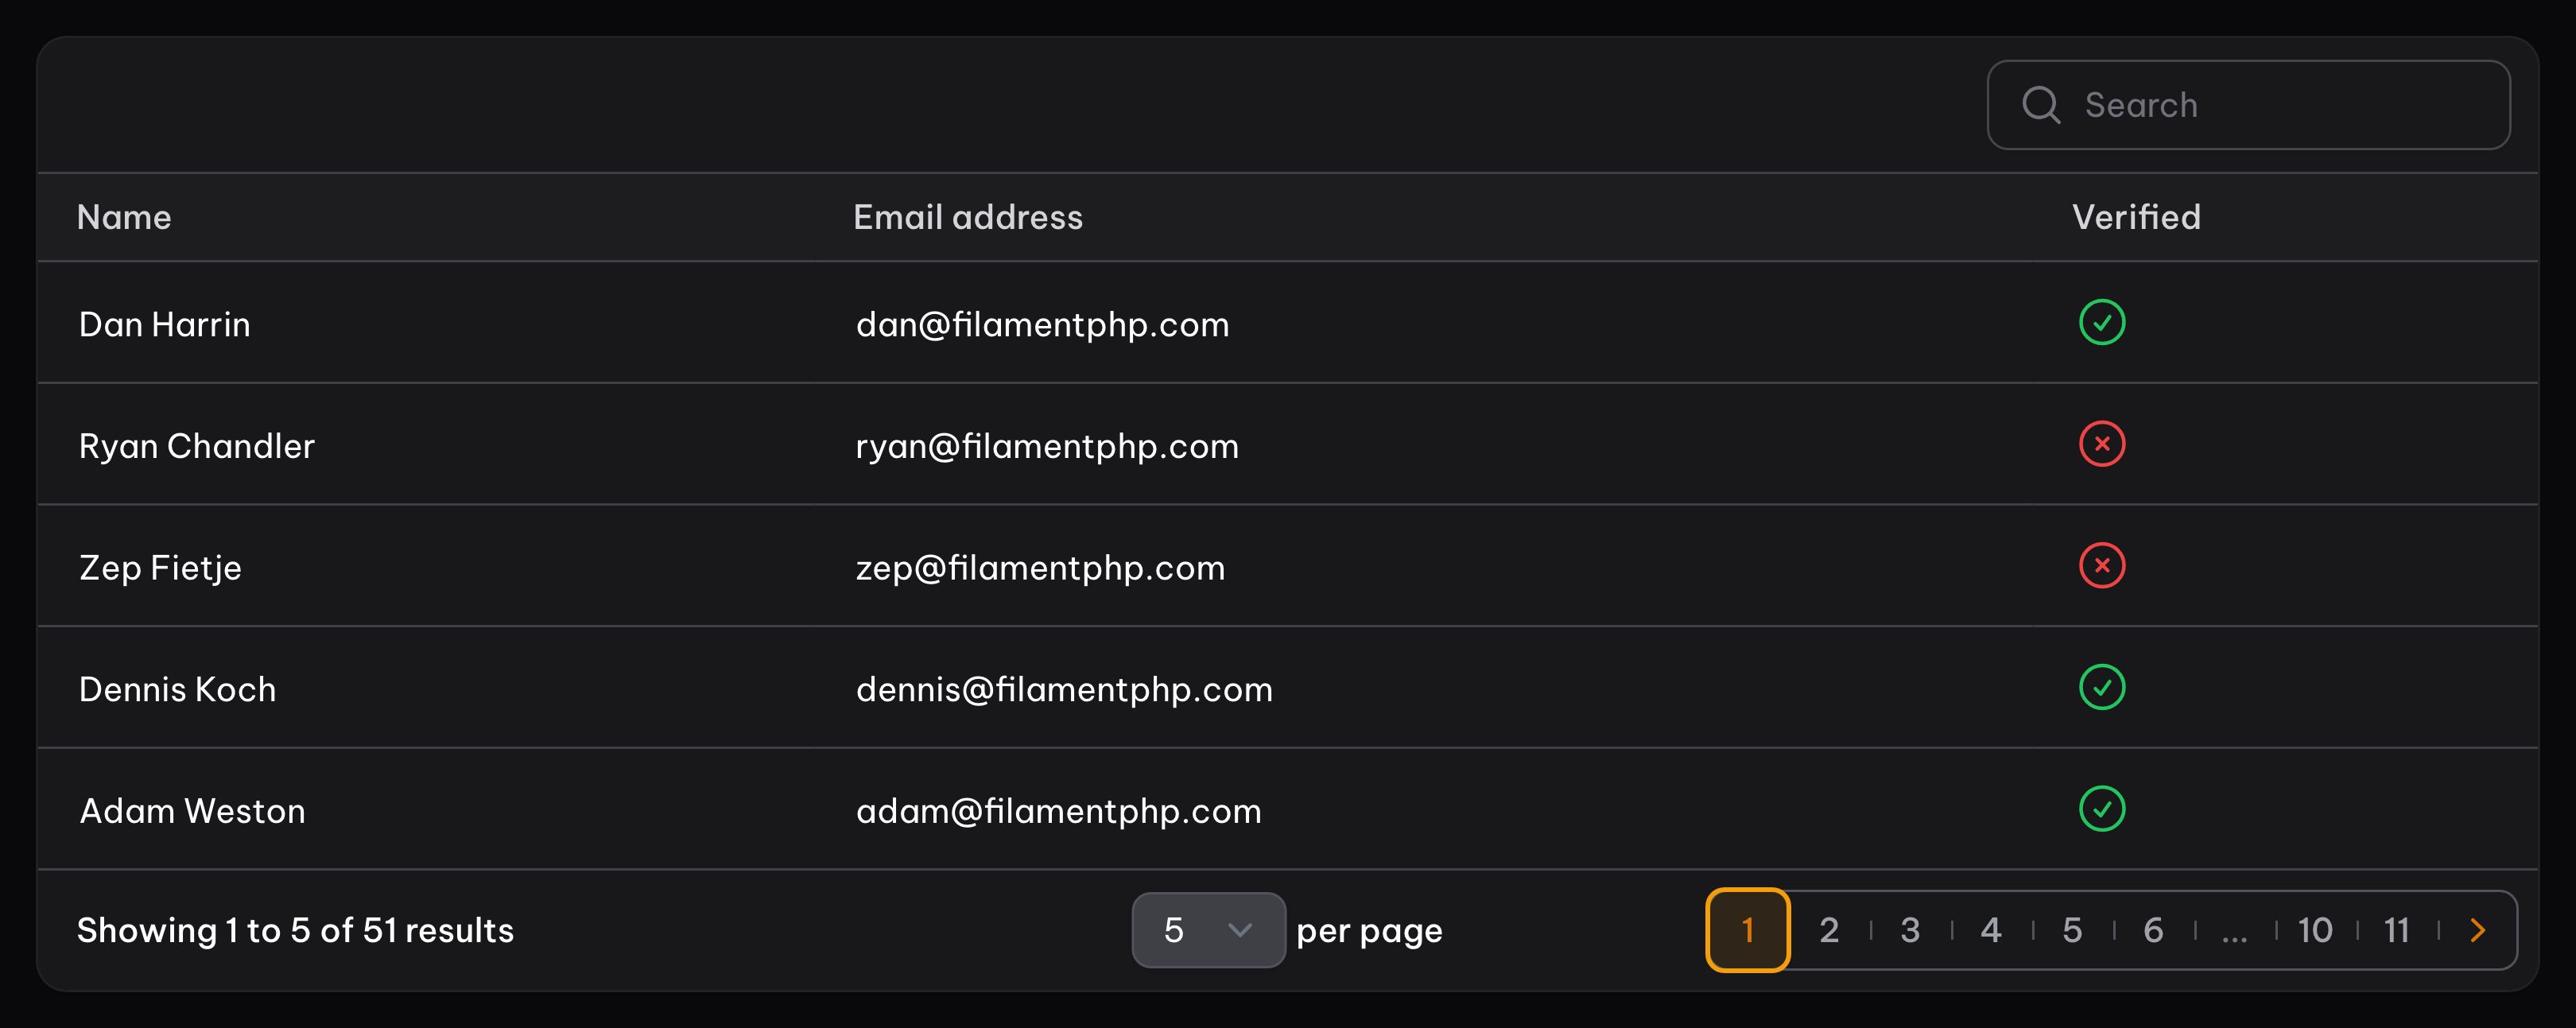 Search
Name Email address Verified
Dan Harrin dan@filamentphp.com
Ryan Chandler ryan@filamentphp.com
Zep Fietje zep@filamentphp.com
Dennis Koch dennis@filamentphp.com
Adam Weston adam@filamentphp.com
Showing 1 to 5 of 51 results 5 per page 1 2 3 4 5 6 ... 10 11